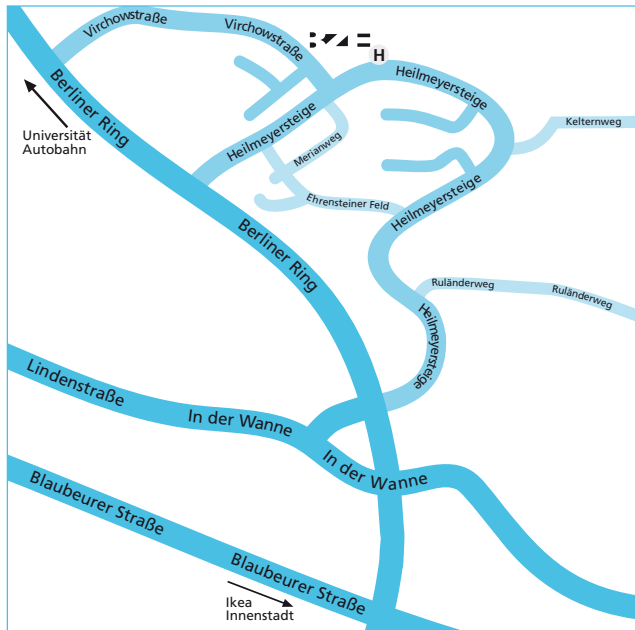 Virchowstraße
Virchowstraße
H
Heilmeyersteige
Berliner Ring
Universität
Autobahn
Heilmeyersteige
Merianweg
Kelternweg
Ehrensteiner Feld
Heilmeyersteige
Berliner Ring
Ruländerweg
Ruländerweg
Heilmeyersteige
Lindenstraße
In der Wanne
In der Wanne
Blaubeurer Straße
Blaubeurer Straße
Ikea
Innenstadt